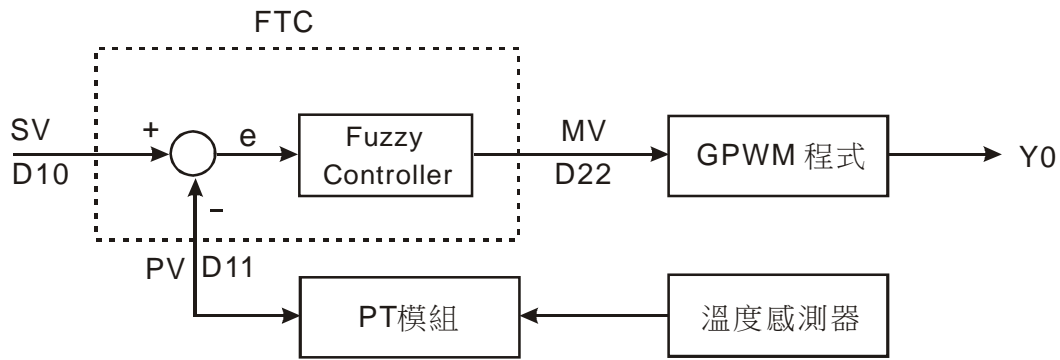 FTC
SV
D10
+
e
Fuzzy
Controller
MV
D22
GPWM 程式
Y0
–
PV
D11
PT模組
溫度感測器